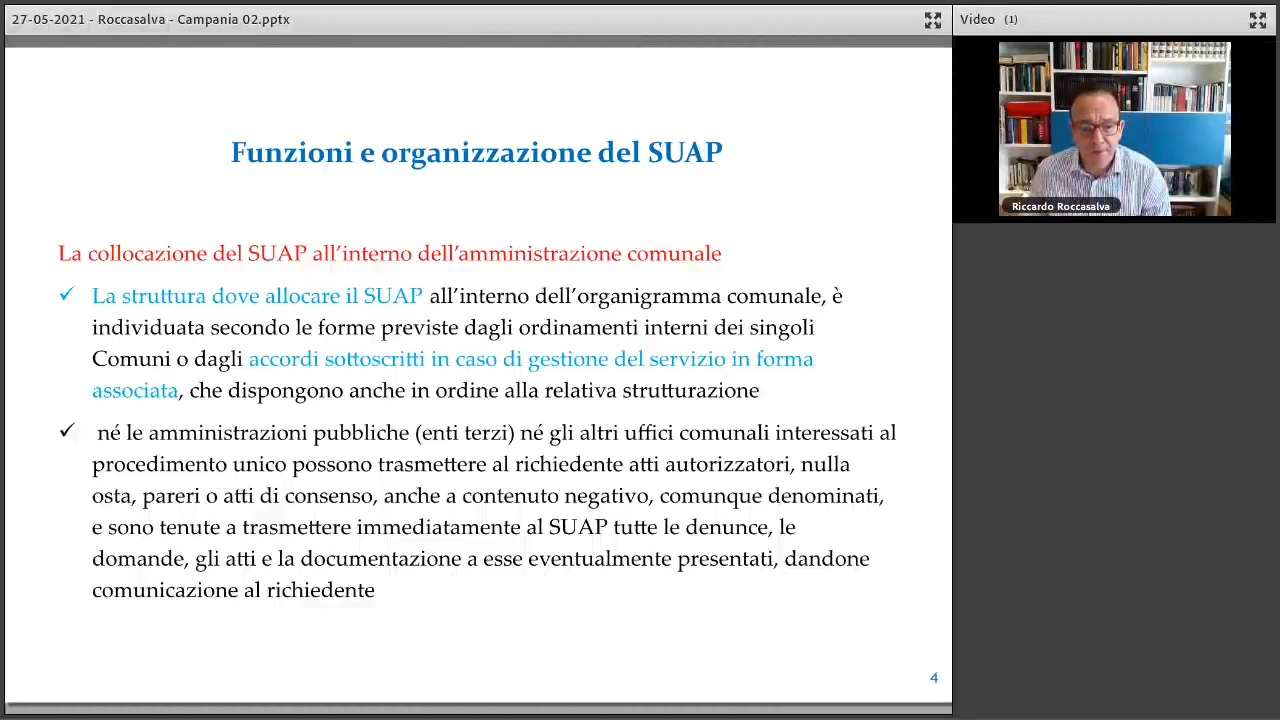 27-05-2021 - Roccasalva - Campania 02.pptx
Video (1)
Riccardo Roccasalva
Funzioni e organizzazione del SUAP
La collocazione del SUAP all’interno dell’amministrazione comunale
✓ La struttura dove allocare il SUAP all’interno dell’organigramma comunale, è
individuata secondo le forme previste dagli ordinamenti interni dei singoli
Comuni o dagli accordi sottoscritti in caso di gestione del servizio in forma
associata, che dispongono anche in ordine alla relativa strutturazione
✓ né le amministrazioni pubbliche (enti terzi) né gli altri uffici comunali interessati al
procedimento unico possono trasmettere al richiedente atti autorizzatori, nulla
osta, pareri o atti di consenso, anche a contenuto negativo, comunque denominati,
e sono tenute a trasmettere immediatamente al SUAP tutte le denunce, le
domande, gli atti e la documentazione a esse eventualmente presentati, dandone
comunicazione al richiedente
4